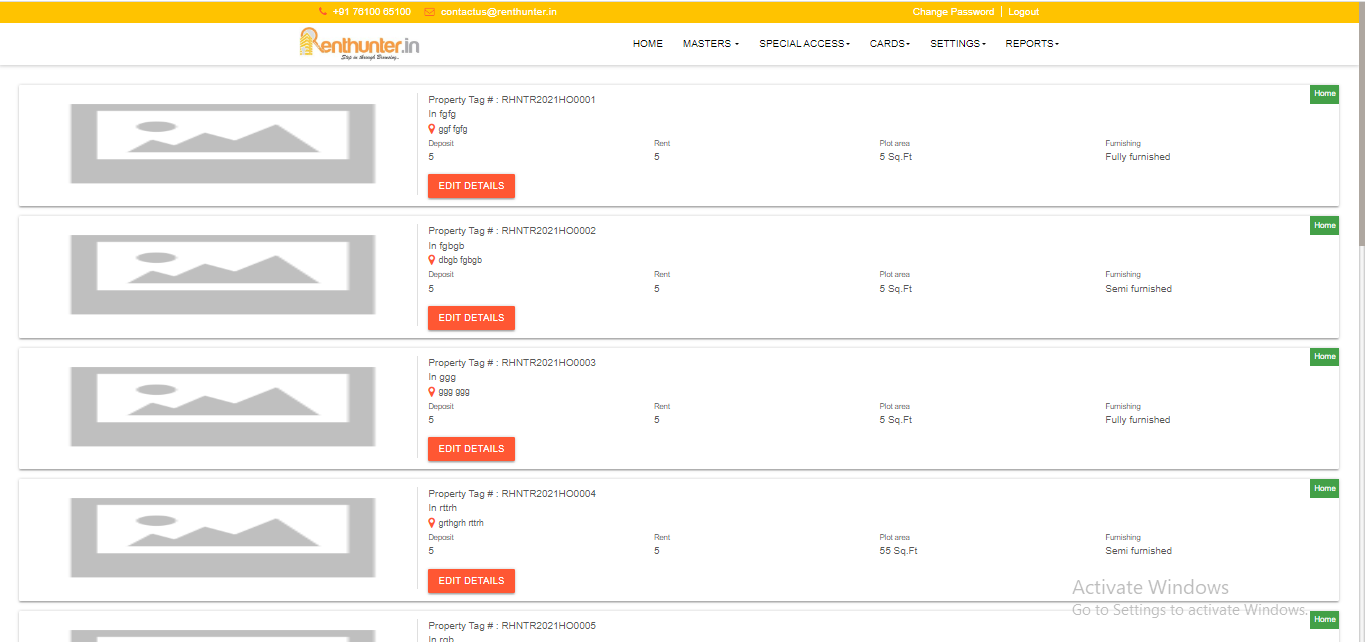 +91 76100 65100 contactus@renthunter.in Change Password Logout
Renthunter.in
Step in through Browsing..
HOME MASTERS SPECIAL ACCESS CARDS SETTINGS REPORTS
Home
Property Tag # : RHNTR2021HO0001
In fgfg
ggf fgfg
Deposit Rent Plot area Furnishing
5 5 5 Sq.Ft Fully furnished
EDIT DETAILS
Home
Property Tag # : RHNTR2021HO0002
In fgbgb
dbgb fgbgb
Deposit Rent Plot area Furnishing
5 5 5 Sq.Ft Semi furnished
EDIT DETAILS
Home
Property Tag # : RHNTR2021HO0003
In ggg
ggg ggg
Deposit Rent Plot area Furnishing
5 5 5 Sq.Ft Fully furnished
EDIT DETAILS
Home
Property Tag # : RHNTR2021HO0004
In rttrh
grthgrh rttrh
Deposit Rent Plot area Furnishing
5 5 55 Sq.Ft Semi furnished
EDIT DETAILS
Activate Windows
Go to Settings to activate Windows.
Home
Property Tag # : RHNTR2021HO0005